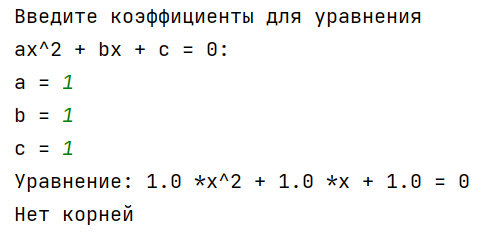 Введите коэффициенты для уравнения
ax^2 + bx + c = 0:
a = 1
b = 1
c = 1
Уравнение: 1.0 *x^2 + 1.0 *x + 1.0 = 0
Нет корней